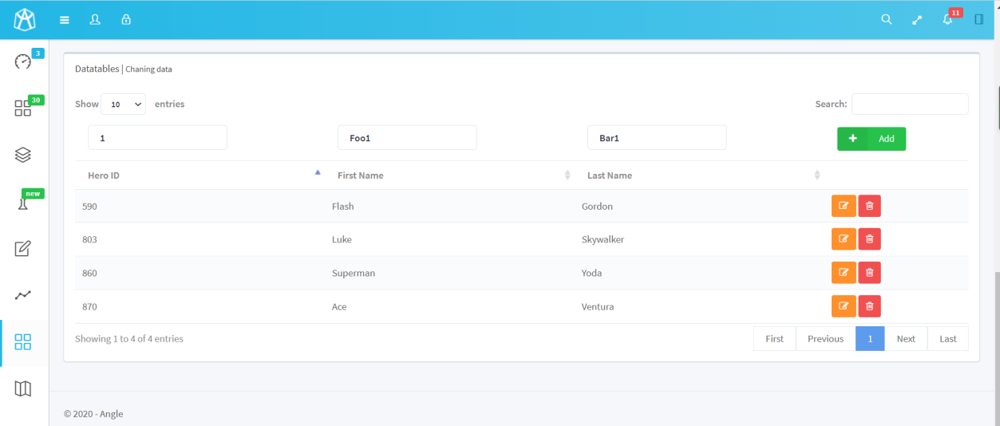 11
3
Datatables | Chaning data
30
Show 10 entries Search:
1 Foo1 Bar1 Add
Hero ID First Name Last Name
new
590 Flash Gordon
803 Luke Skywalker
860 Superman Yoda
870 Ace Ventura
Showing 1 to 4 of 4 entries First Previous 1 Next Last
© 2020 - Angle